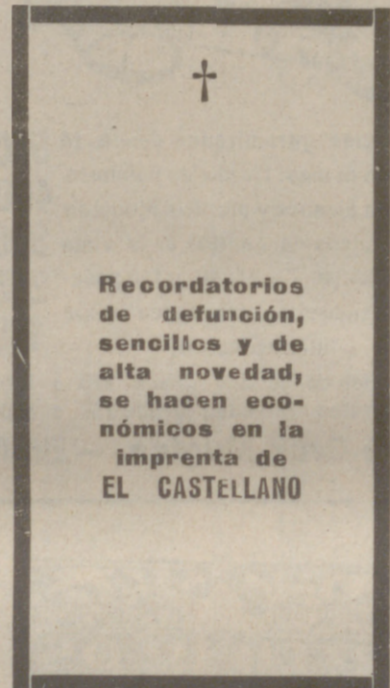 †
Recordatorios
de defunción,
sencillos y de
alta novedad,
se hacen eco-
nómicos en la
imprenta de
EL CASTELLANO